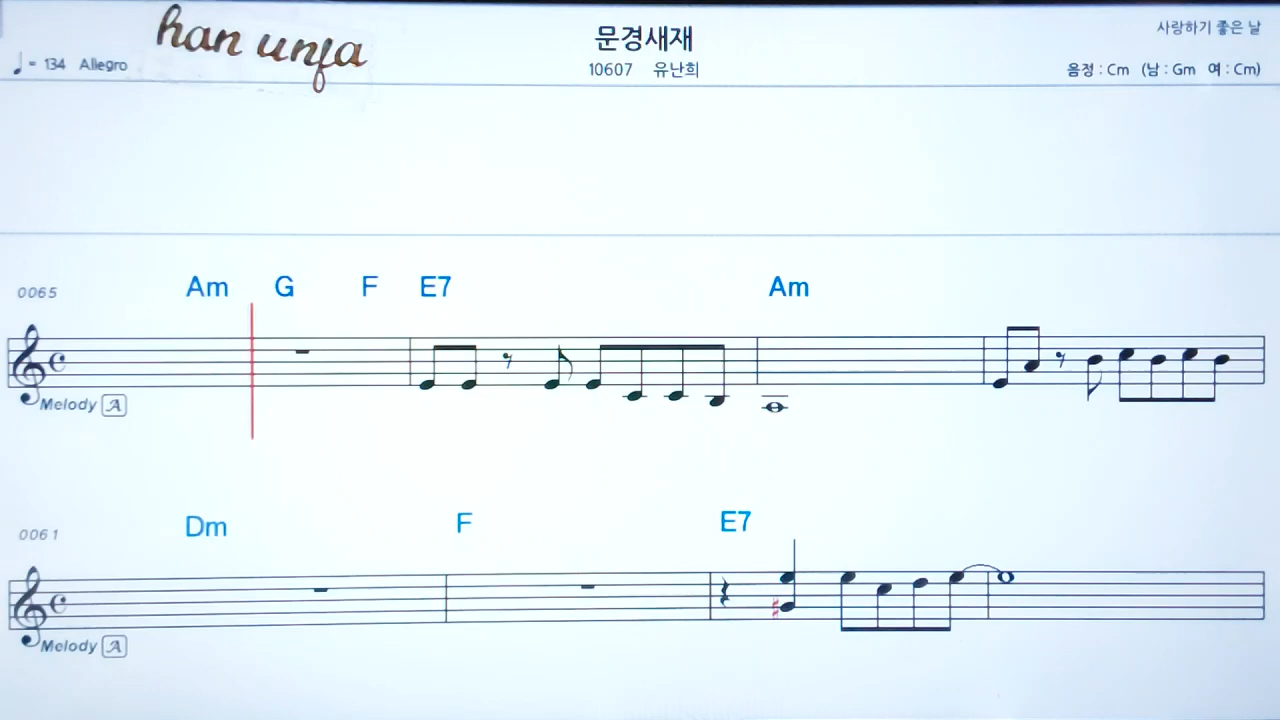 han unfa
문경새재
사랑하기 좋은 날
♩= 134 Allegro
10607 유난희
음정 : Cm (남 : Gm 여 : Cm)
0065 Am G F E7 Am
Melody A
0061 Dm F E7
Melody A